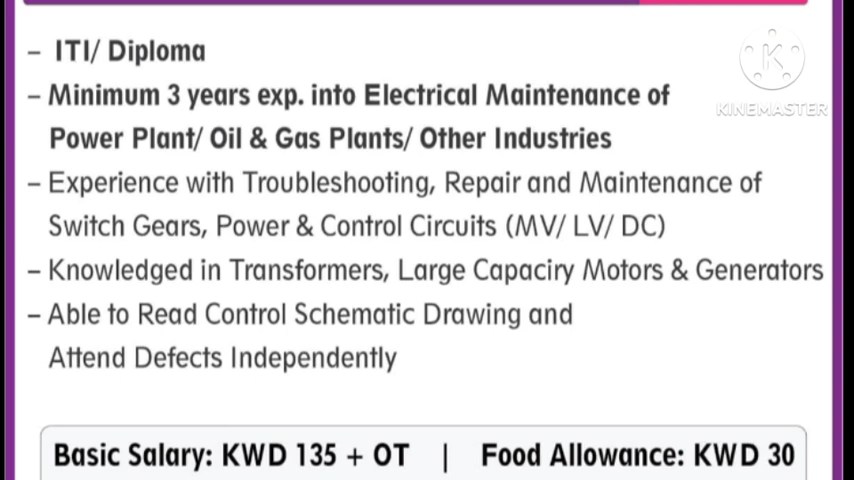 – ITI/ Diploma
KINEMASTER
– Minimum 3 years exp. into Electrical Maintenance of
Power Plant/ Oil & Gas Plants/ Other Industries
– Experience with Troubleshooting, Repair and Maintenance of
Switch Gears, Power & Control Circuits (MV/ LV/ DC)
– Knowledged in Transformers, Large Capaciry Motors & Generators
– Able to Read Control Schematic Drawing and
Attend Defects Independently
Basic Salary: KWD 135 + OT | Food Allowance: KWD 30